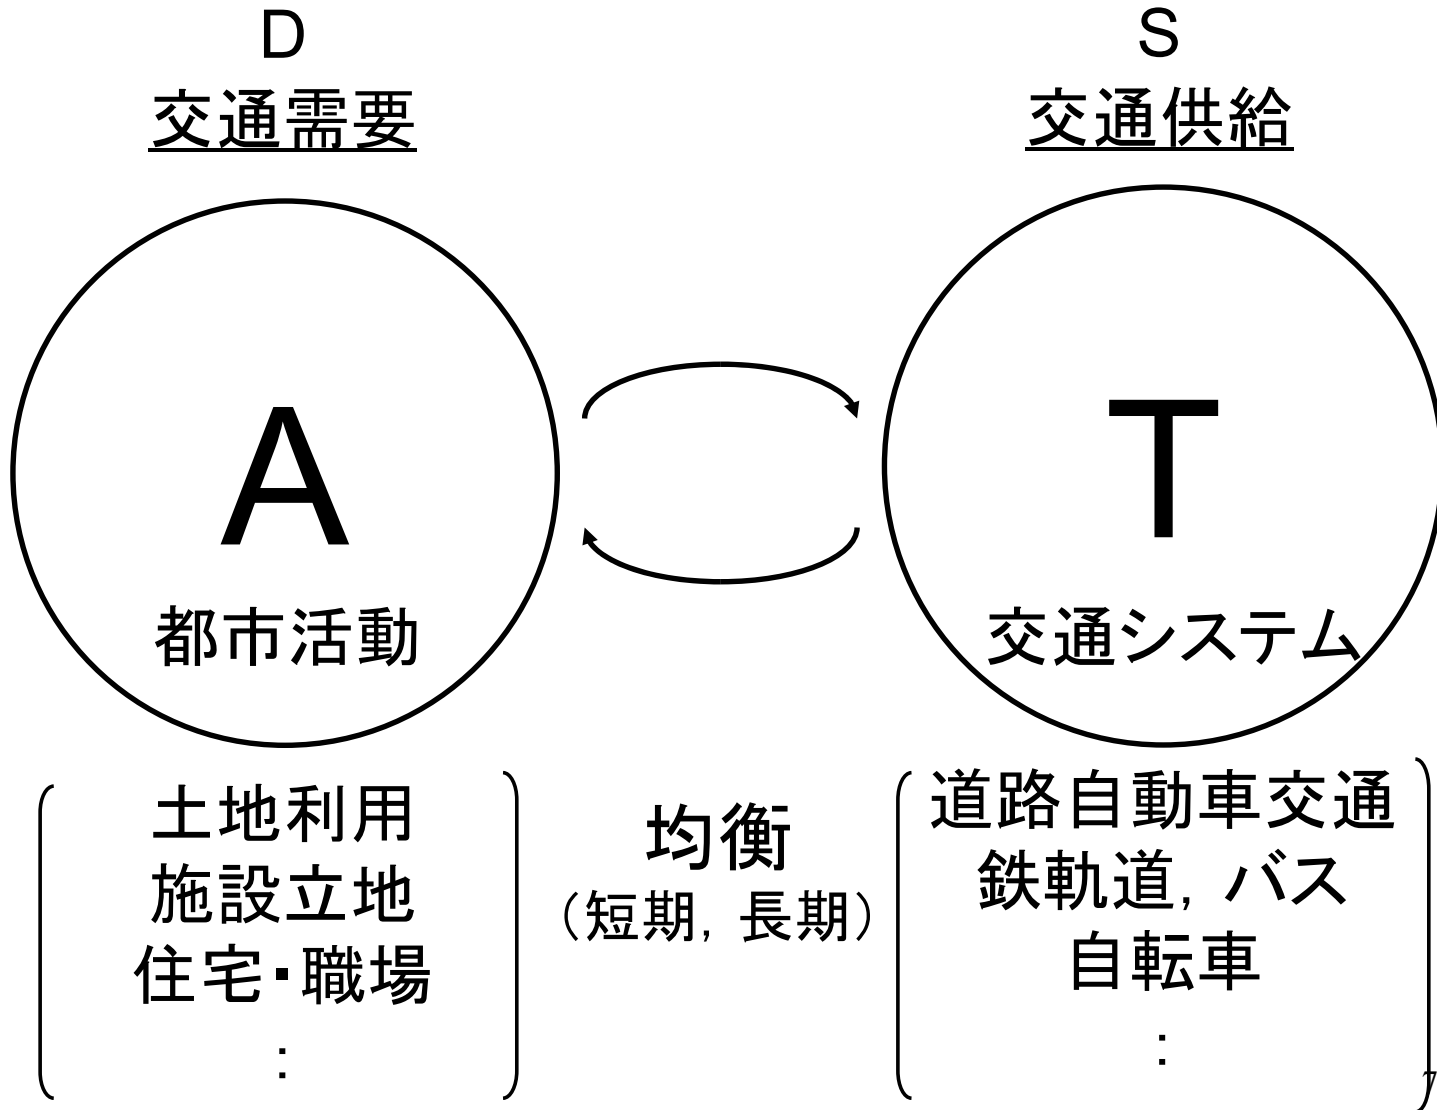 D
交通需要
A
都市活動
土地利用
施設立地
住宅・職場
:
均衡
（短期，長期）
S
交通供給
T
交通システム
道路自動車交通
鉄軌道，バス
自転車
:
7